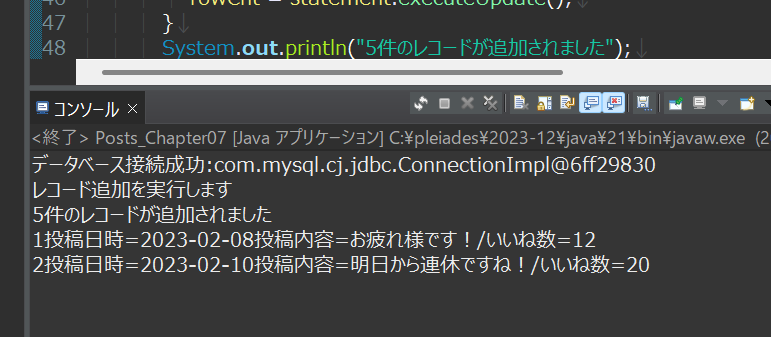 rowCnt = statement.executeUpdate();↓
47 }↓
48 System.out.println("5件のレコードが追加されました");↓
コンソール ×
<終了> Posts_Chapter07 [Java アプリケーション] C:¥pleiades¥2023-12¥java¥21¥bin¥javaw.exe (2
データベース接続成功:com.mysql.cj.jdbc.ConnectionImpl@6ff29830
レコード追加を実行します
5件のレコードが追加されました
1投稿日時=2023-02-08投稿内容=お疲れ様です！/いいね数=12
2投稿日時=2023-02-10投稿内容=明日から連休ですね！/いいね数=20